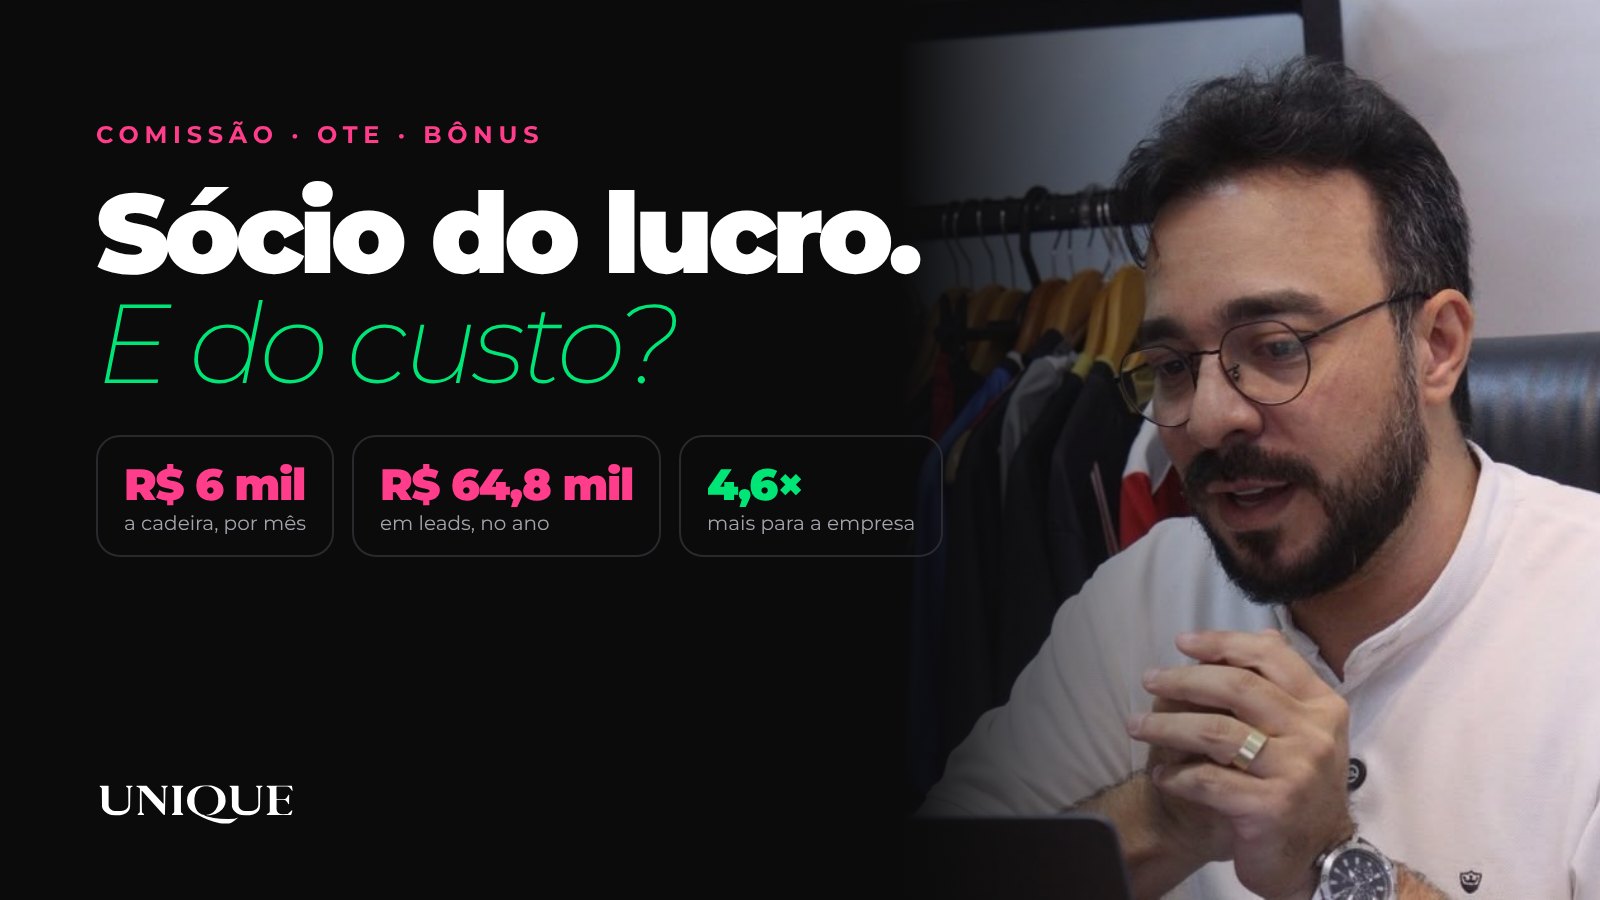 COMISSÃO · OTE · BÔNUS
Sócio do lucro.
E do custo?
R$ 6 mil
a cadeira, por mês
R$ 64,8 mil
em leads, no ano
4,6×
mais para a empresa
UNIQUE